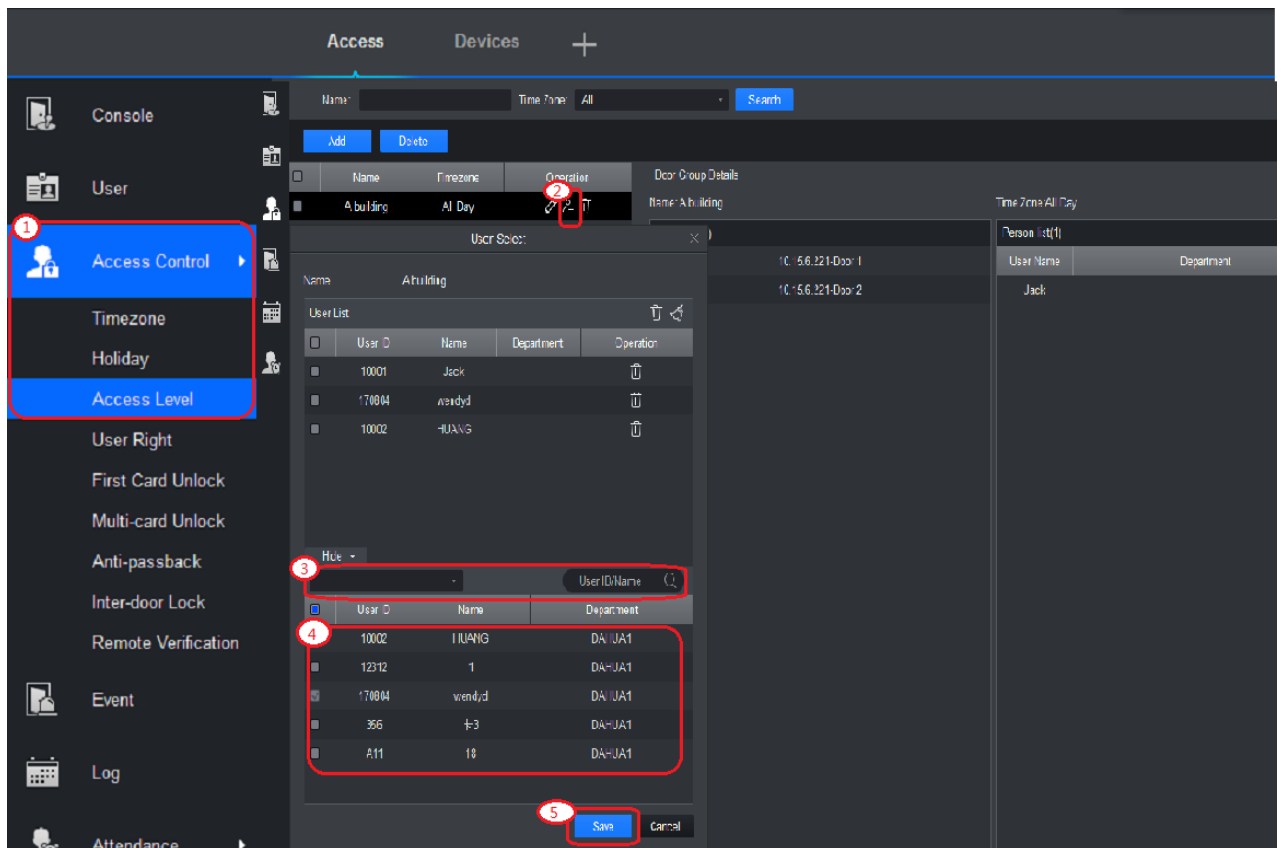 Access Devices
Name: Time Zone: All Search
Add Delete
Console
User
1
Access Control
Timezone
Holiday
Access Level
User Right
First Card Unlock
Multi-card Unlock
Anti-passback
Inter-door Lock
Remote Verification
Event
Log
Attendance
Name Timezone Operation
2
A building All Day
Door Group Details
Name: A building
Time Zone:All Day
)
10.15.6.221-Door 1
10.15.6.221-Door 2
Person list(1)
User Name Department
Jack
User Select
Name A building
User List
User ID Name Department Operation
10001 Jack
170804 wendyd
10002 HUANG
Hide
3
User ID/Name
User ID Name Department
4
10002 HUANG DAHUA1
12312 1 DAHUA1
170804 wendyd DAHUA1
DAHUA1
A11 18 DAHUA1
5
Save Cancel